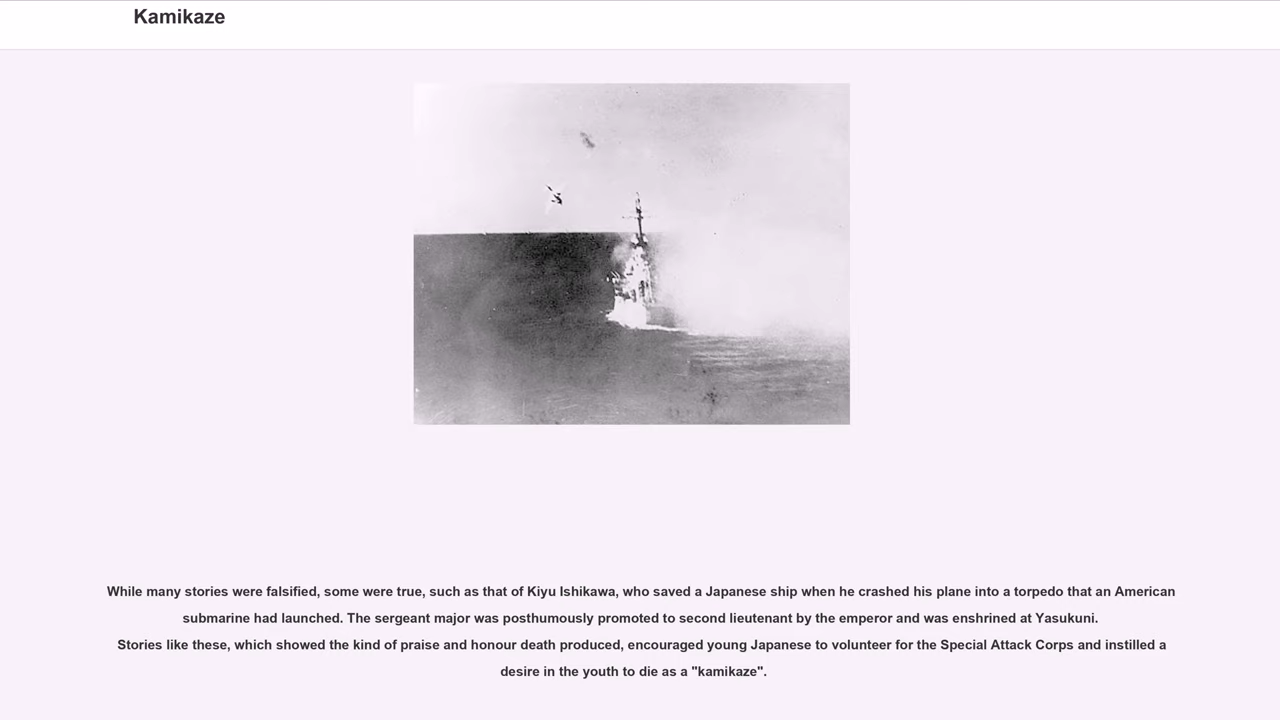 Kamikaze
While many stories were falsified, some were true, such as that of Kiyu Ishikawa, who saved a Japanese ship when he crashed his plane into a torpedo that an American
submarine had launched. The sergeant major was posthumously promoted to second lieutenant by the emperor and was enshrined at Yasukuni.
Stories like these, which showed the kind of praise and honour death produced, encouraged young Japanese to volunteer for the Special Attack Corps and instilled a
desire in the youth to die as a "kamikaze".